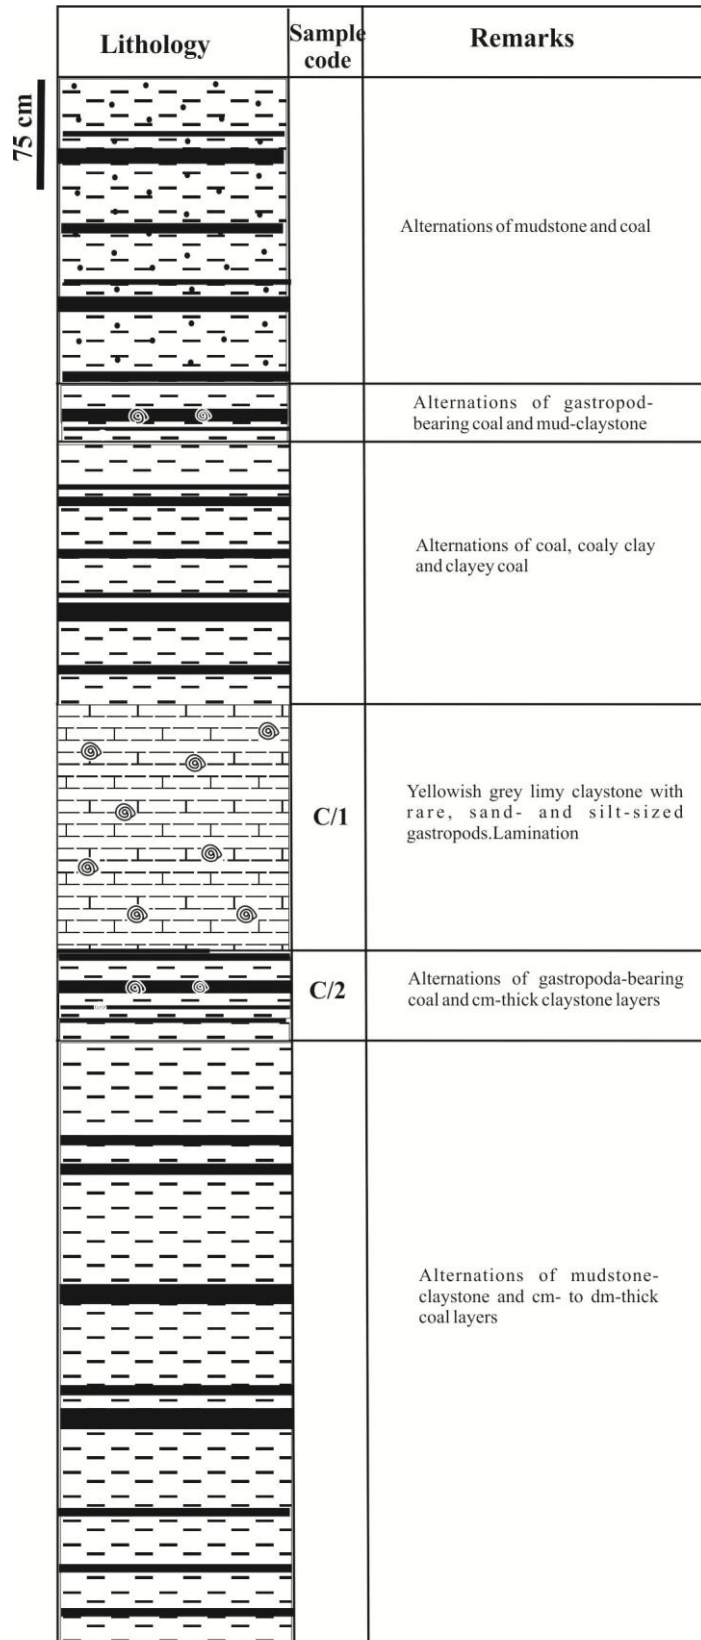 Lithology
Sample
code
Remarks
75 cm
Alternations of mudstone and coal
Alternations of gastropod-
bearing coal and mud-claystone
Alternations of coal, coaly clay
and clayey coal
C/1
Yellowish grey limy claystone with
rare, sand- and silt-sized
gastropods.Lamination
C/2
Alternations of gastropoda-bearing
coal and cm-thick claystone layers
Alternations of mudstone-
claystone and cm- to dm-thick
coal layers